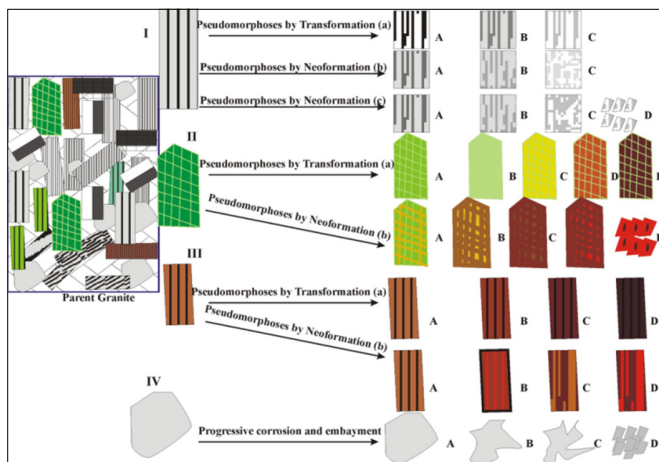 I
Pseudomorphoses by Transformation (a)
A B C
Pseudomorphoses by Neoformation (b)
A B C
Pseudomorphoses by Neoformation (c)
A B C D
II
Pseudomorphoses by Transformation (a)
A B C D
Pseudomorphoses by Neoformation (b)
A B C
Parent Granite
III
Pseudomorphoses by Transformation (a)
A B C D
Pseudomorphoses by Neoformation (b)
A B C D
IV
Progressive corrosion and embayment
A B C D